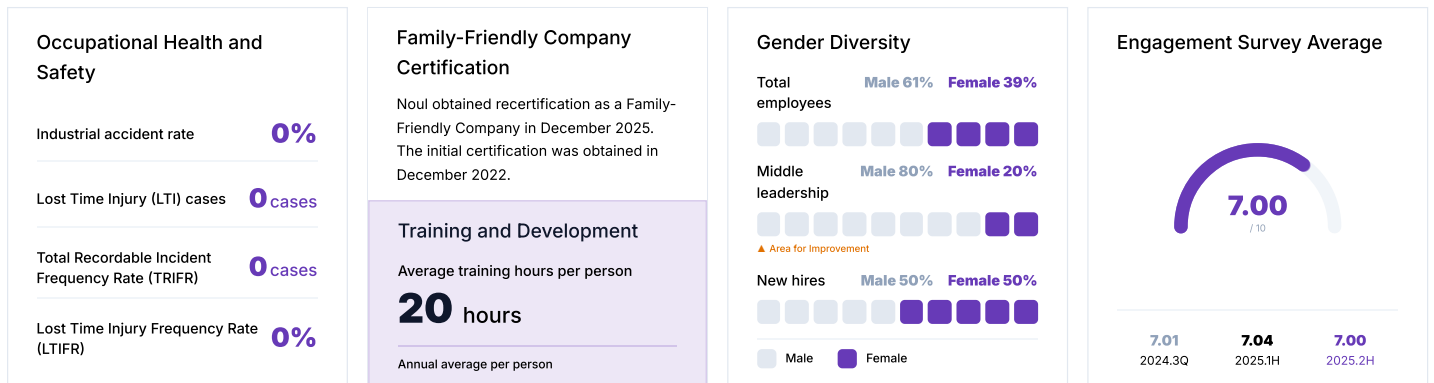 Occupational Health and
Safety
Industrial accident rate
0%
Lost Time Injury (LTI) cases
0 cases
Total Recordable Incident
Frequency Rate (TRIFR)
0 cases
Lost Time Injury Frequency Rate
(LTIFR)
0%
Family-Friendly Company
Certification
Noul obtained recertification as a Family-
Friendly Company in December 2025.
The initial certification was obtained in
December 2022.
Training and Development
Average training hours per person
20 hours
Annual average per person
Gender Diversity
Total
employees
Male 61% Female 39%
Middle
leadership
Male 80% Female 20%
▲ Area for Improvement
New hires Male 50% Female 50%
Male Female
Engagement Survey Average
7.00
/ 10
7.01 7.04 7.00
2024.3Q 2025.1H 2025.2H